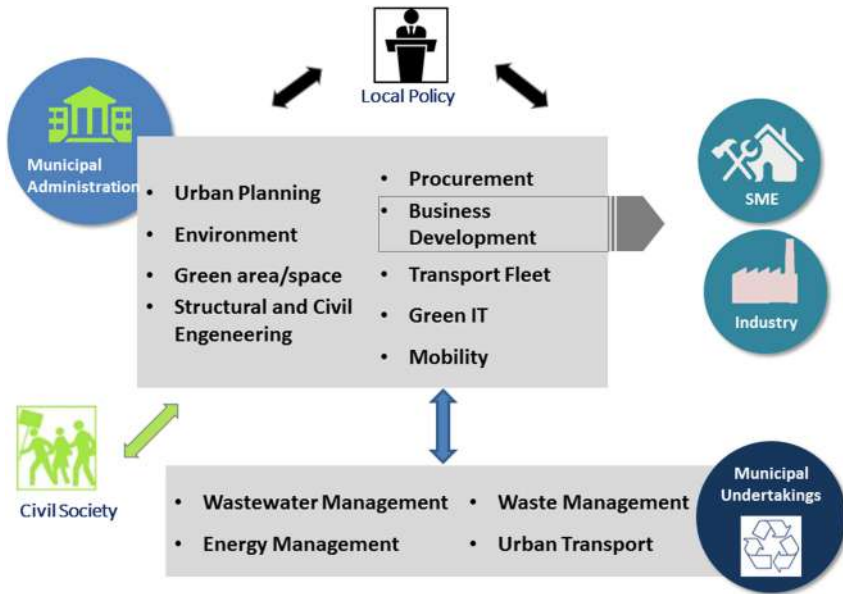 Local Policy
Municipal
Administration
• Urban Planning
• Environment
• Green area/space
• Structural and Civil
Engeneering
• Procurement
• Business
Development
• Transport Fleet
• Green IT
• Mobility
SME
Industry
Civil Society
• Wastewater Management
• Energy Management
• Waste Management
• Urban Transport
Municipal
Undertakings